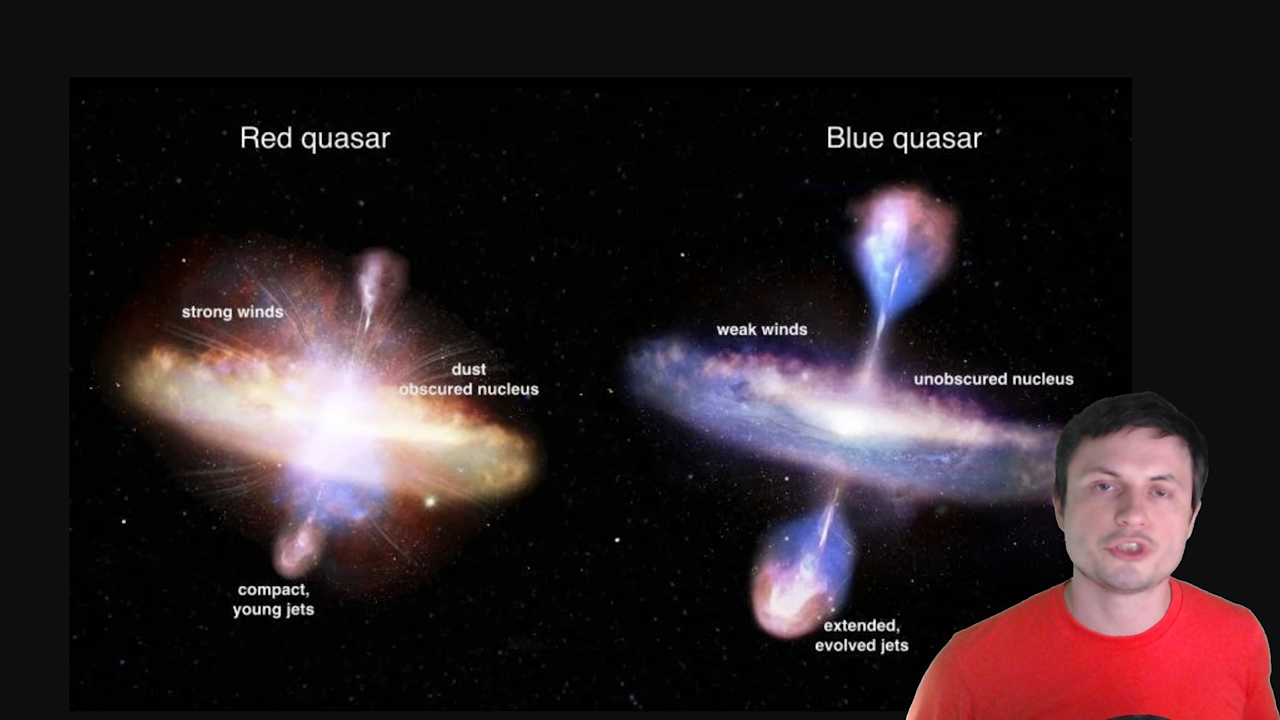 Red quasar
strong winds
dust
obscured nucleus
compact,
young jets
Blue quasar
weak winds
unobscured nucleus
extended,
evolved jets